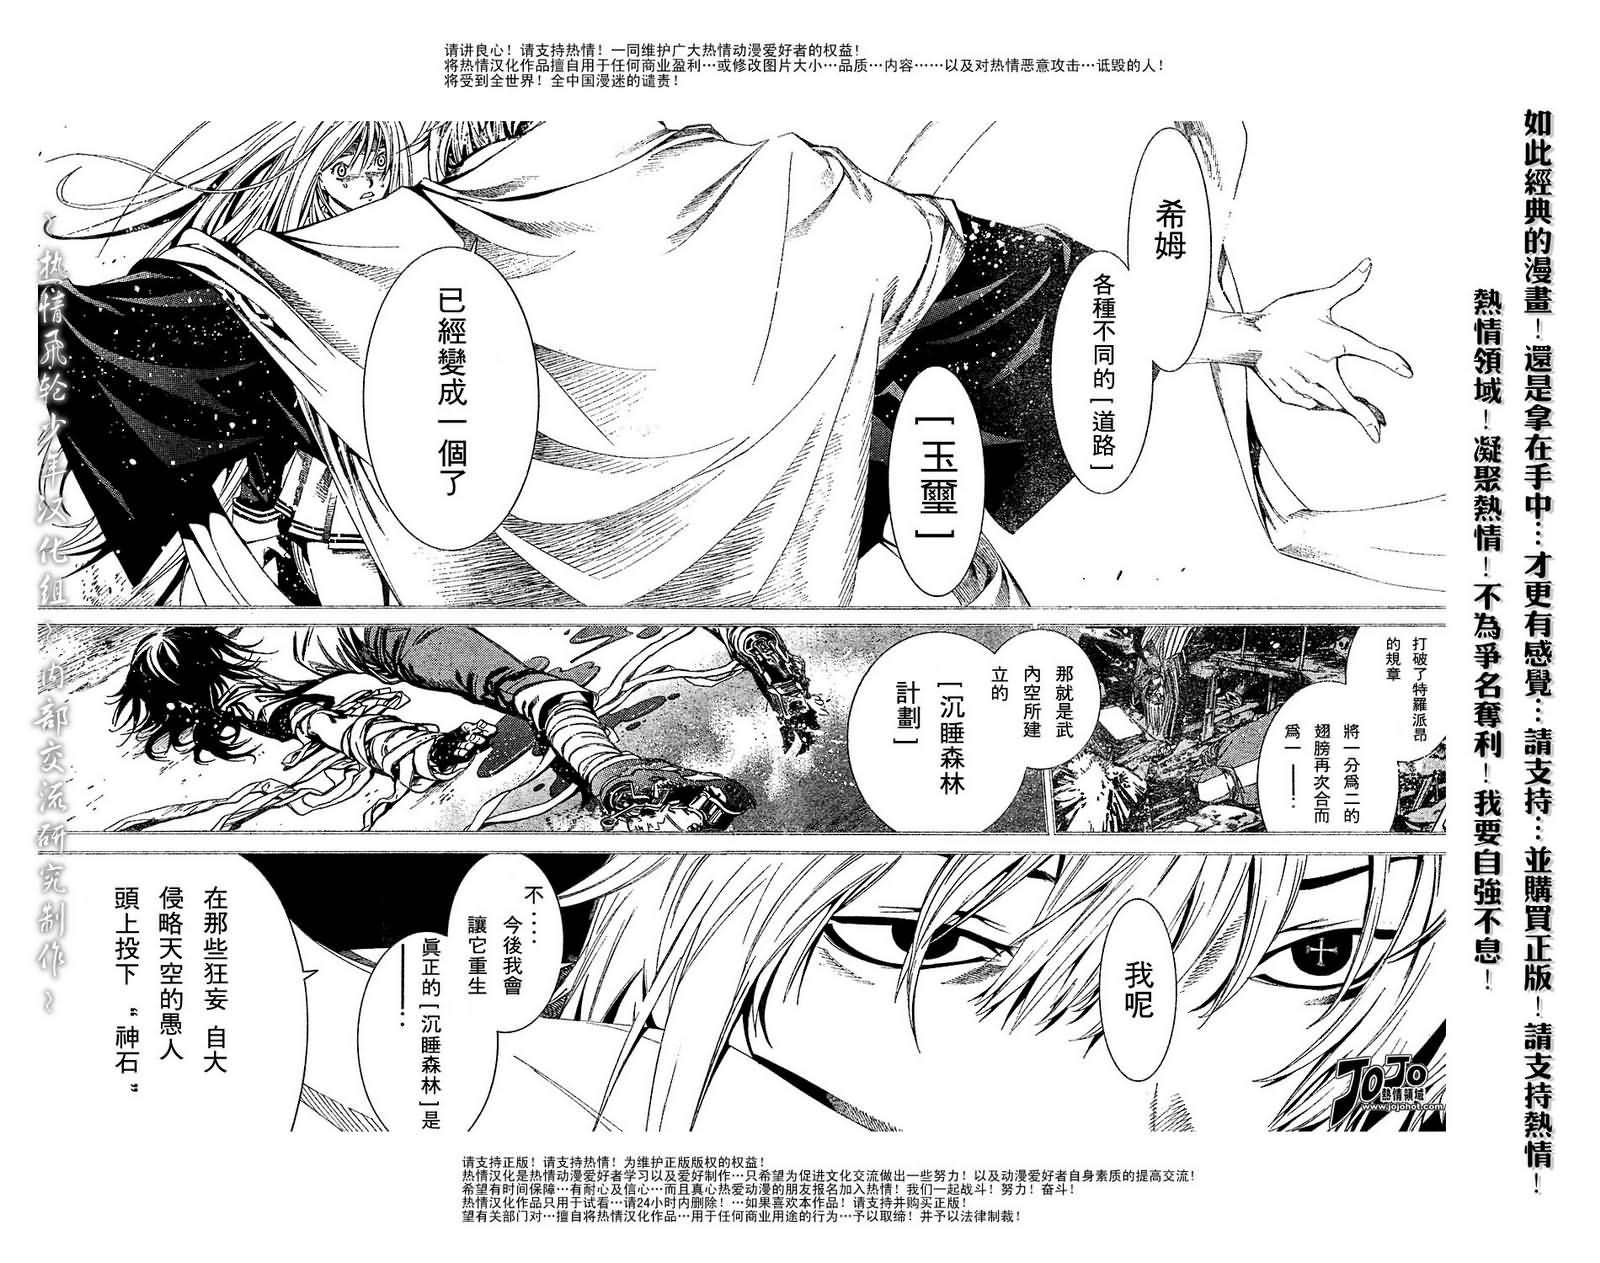 请讲良心！请支持热情！一同维护广大热情动漫爱好者的权益！
将热情汉化作品擅自用于任何商业盈利…或修改图片大小…品质…内容……以及对热情恶意攻击…诋毁的人！
将受到全世界！全中国漫迷的谴责！
如此經典的漫畫！還是拿在手中…才更有感覺…請支持…並購買正版！請支持熱情！
熱情領域！凝聚熱情！不為爭名奪利！我要自強不息！
希姆
各種不同的[道路]
[玉璽]
已經變成一個了
打破了特羅派昂
的規章
將一分為二的
翅膀再次合而
為一——…
那就是武
內空所建
立的
[沉睡森林
計劃]
我呢
不…
今後我會
讓它重生
真正的[沉睡森林]是
——…
在那些狂妄 自大
侵略天空的愚人
頭上投下“神石”
~热情飞轮少年汉化组 内部交流研究制作~
JOJO
熱情領域
www.jojohot.com
请支持正版！请支持热情！为维护正版版权的权益！
热情汉化是热情动漫爱好者学习以及爱好制作…只希望为促进文化交流做出一些努力！以及动漫爱好者自身素质的提高交流！
希望有时间保障…有耐心及信心…而且真心热爱动漫的朋友报名加入热情！我们一起战斗！努力！奋斗！
热情汉化作品只用于试看…请24小时内删除！…如果喜欢本作品！请支持并购买正版！
望有关部门对…擅自将热情汉化作品…用于任何商业用途的行为…予以取缔！并予以法律制裁！